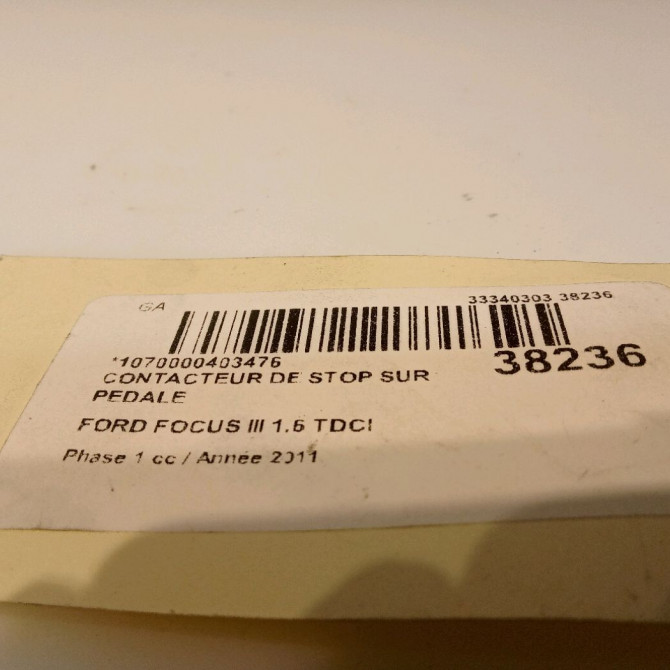 GA 33340303 38236
*1070000403476 38236
CONTACTEUR DE STOP SUR
PEDALE
FORD FOCUS III 1.6 TDCI
Phase 1 cc / Année 2011